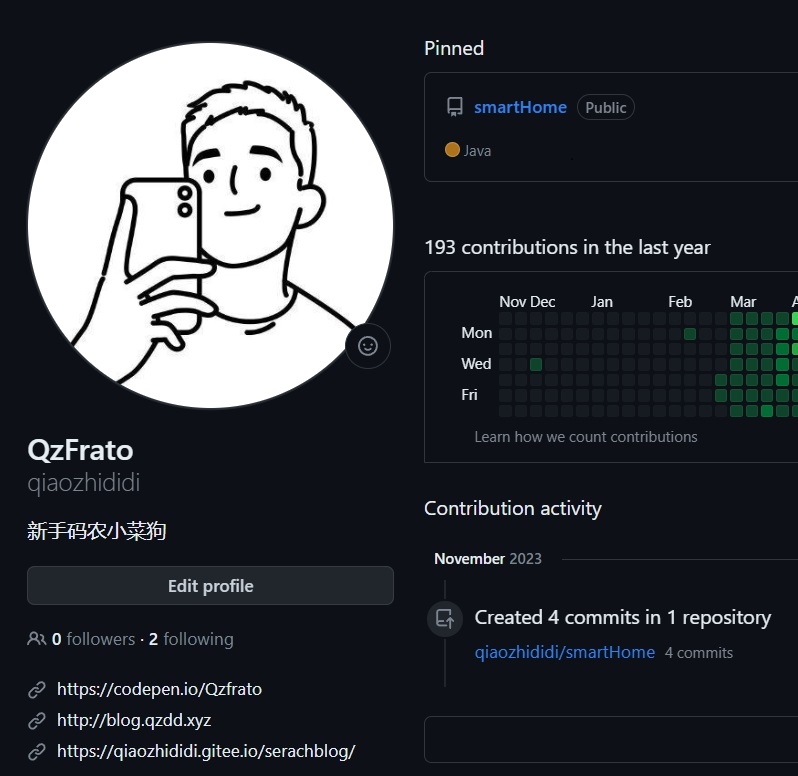 Pinned
smartHome Public
Java
193 contributions in the last year
Nov Dec Jan Feb Mar
Mon
Wed
Fri
Learn how we count contributions
QzFrato
qiaozhididi
新手码农小菜狗
Edit profile
0 followers · 2 following
https://codepen.io/Qzfrato
http://blog.qzdd.xyz
https://qiaozhididi.gitee.io/serachblog/
Contribution activity
November 2023
Created 4 commits in 1 repository
qiaozhididi/smartHome 4 commits